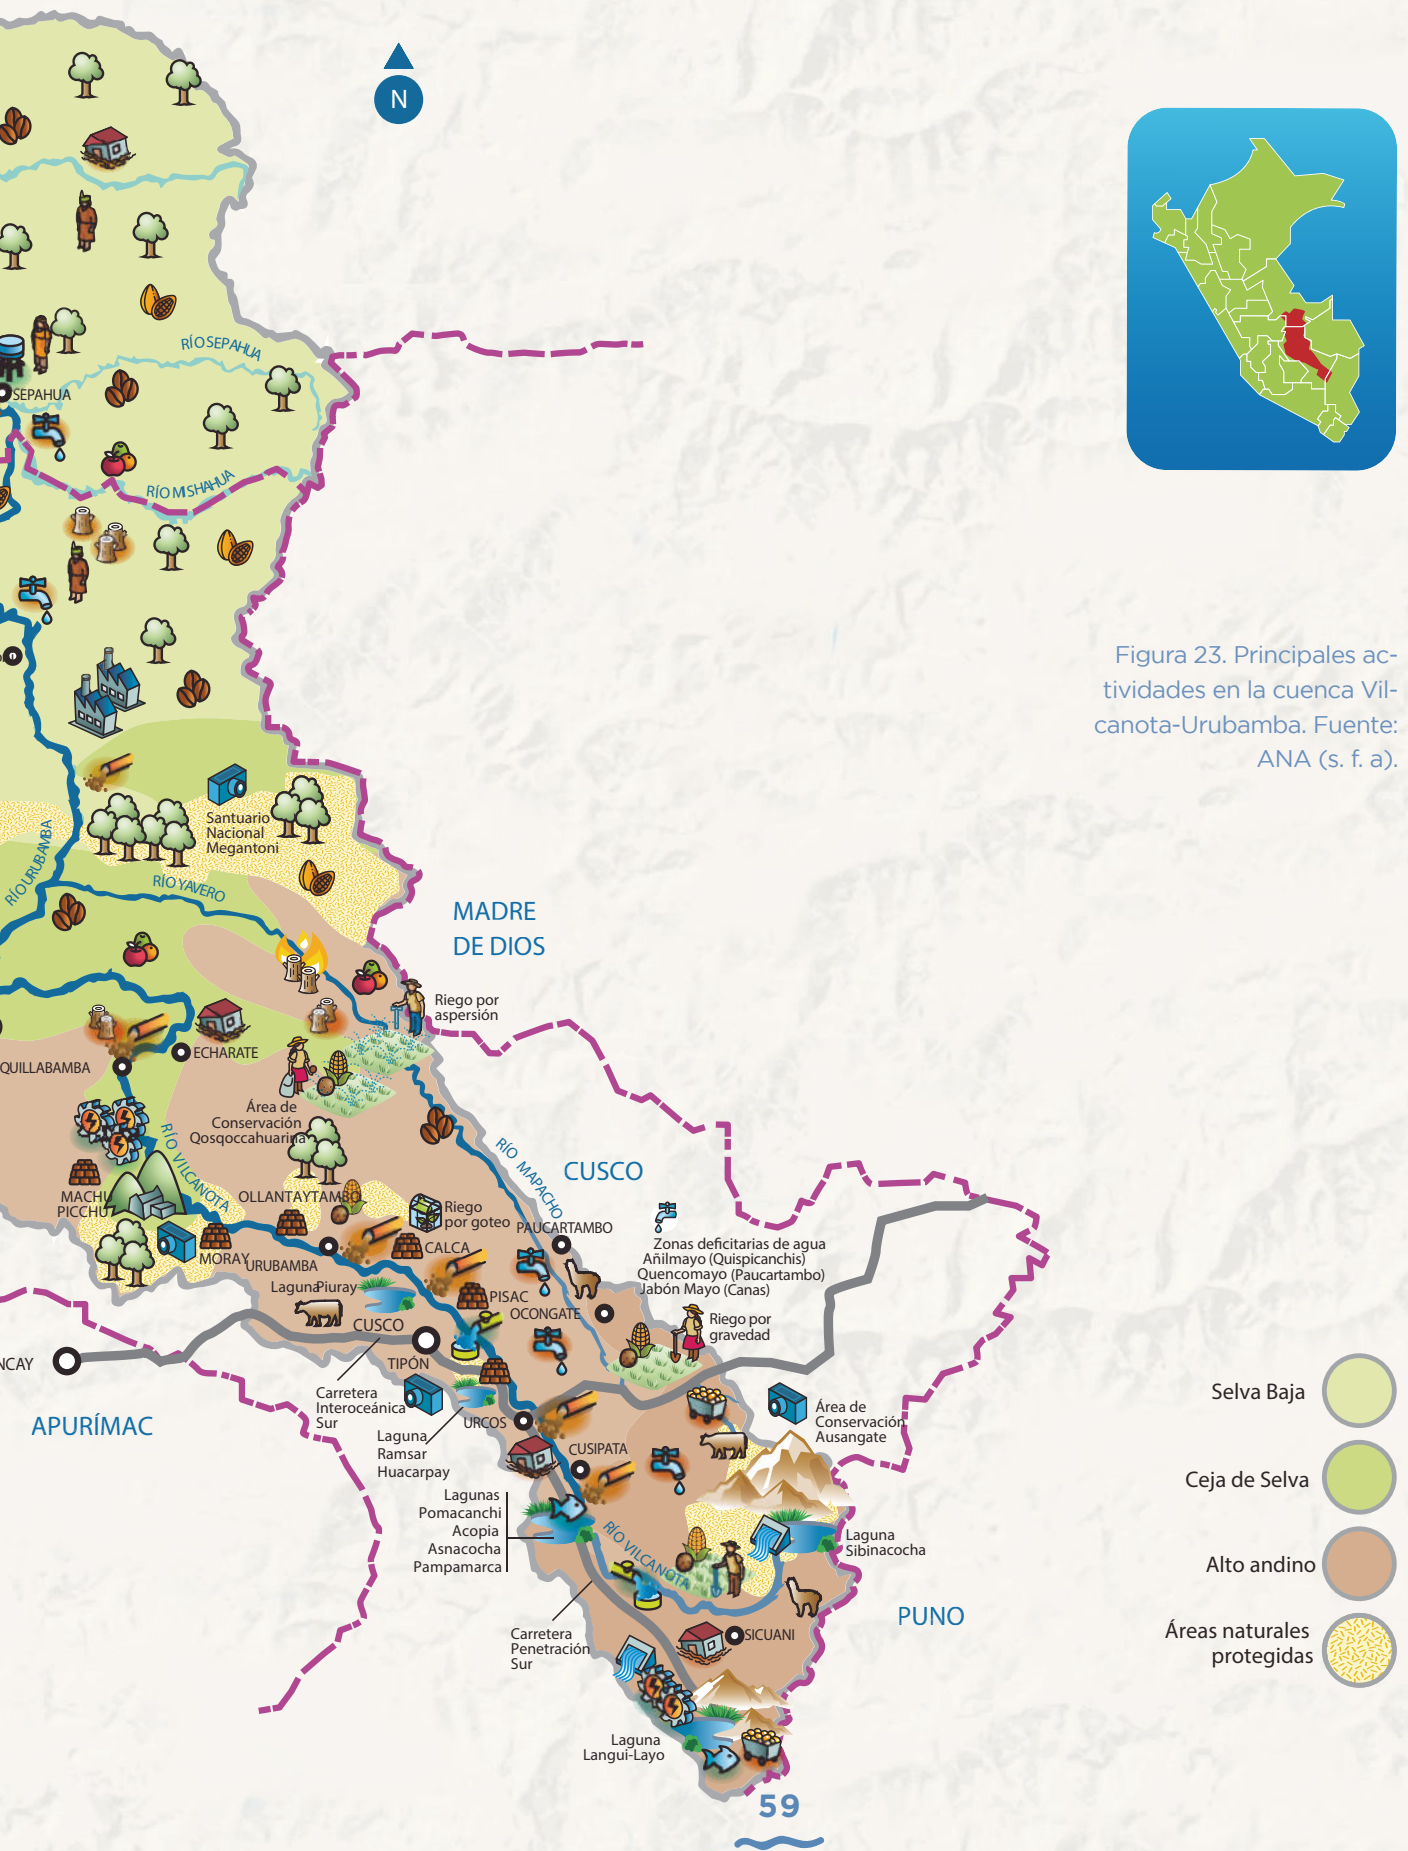 N
RÍO SEPAHUA
SEPAHUA
RÍO MISHAHUA
Figura 23. Principales ac-
tividades en la cuenca Vil-
canota-Urubamba. Fuente:
ANA (s. f. a).
Santuario
Nacional
Megantoni
RÍO URUBAMBA
RÍO YAVERO
MADRE
DE DIOS
Riego por
aspersión
ECHARATE
QUILLABAMBA
Área de
Conservación
Qosqoccahuarina
RÍO VILCANOTA
RÍO MAPACHO
CUSCO
MACHU
PICCHU
OLLANTAYTAMBO
Riego
por goteo
PAUCARTAMBO
Zonas deficitarias de agua
Añilmayo (Quispicanchis)
Quencomayo (Paucartambo)
Jabón Mayo (Canas)
MORAY
URUBAMBA
CALCA
Laguna Piuray
PISAC
OCONGATE
CUSCO
Riego por
gravedad
NCAY
TIPÓN
Carretera
Interoceánica
Sur
APURÍMAC
Laguna
Ramsar
Huacarpay
URCOS
Área de
Conservación
Ausangate
CUSIPATA
Lagunas
Pomacanchi
Acopia
Asnacocha
Pampamarca
RÍO VILCANOTA
Laguna
Sibinacocha
PUNO
Carretera
Penetración
Sur
SICUANI
Laguna
Langui-Layo
Selva Baja
Ceja de Selva
Alto andino
Áreas naturales
protegidas
59